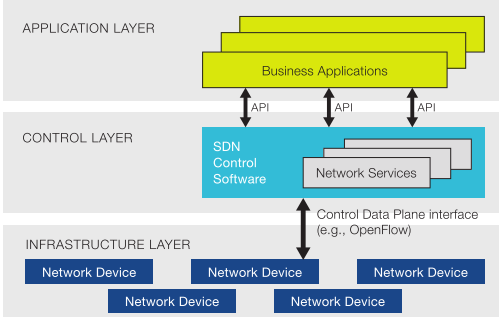 APPLICATION LAYER
Business Applications
API
API
API
CONTROL LAYER
SDN
Control
Software
Network Services
Control Data Plane interface
(e.g., OpenFlow)
INFRASTRUCTURE LAYER
Network Device
Network Device
Network Device
Network Device
Network Device